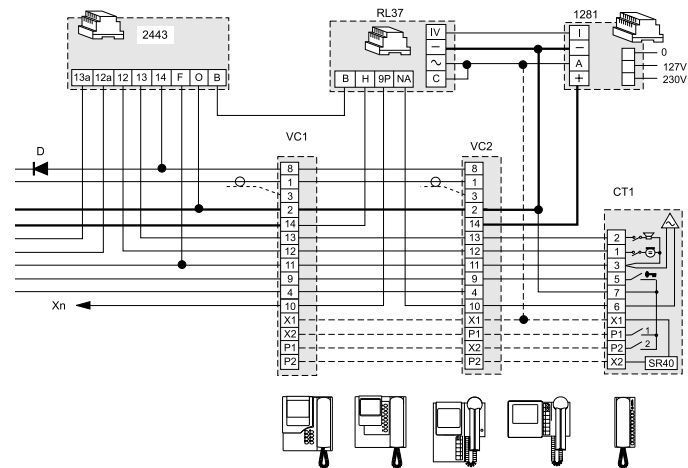 RL37
1281
2443
IV
I
0
13a 12a 12 13 14 F O B
B H 9P NA
~
C
A
+
127V
230V
D
VC1
VC2
CT1
8
1
3
2
14
13
12
11
9
4
10
X1
X2
P1
P2
8
1
3
2
14
13
12
11
9
4
10
X1
P1
X2
P2
2
1
3
5
7
6
X1
P1
P2
X2
1
2
SR40
Xn